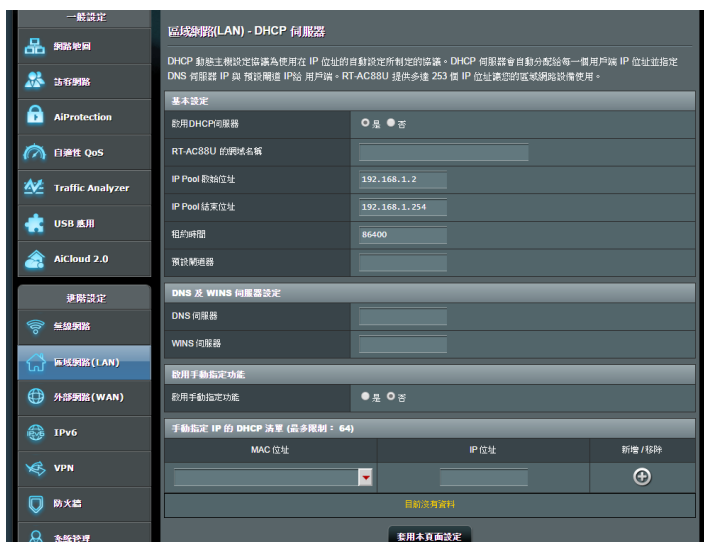 一般設定
網路地圖
訪客網路
AiProtection
自適性 QoS
Traffic Analyzer
USB 應用
AiCloud 2.0
進階設定
無線網路
區域網路(LAN)
外部網路(WAN)
IPv6
VPN
防火牆
系統管理
區域網路(LAN) - DHCP 伺服器
DHCP 動態主機設定協議為使用在 IP 位址的自動設定所制定的協議。DHCP 伺服器會自動分配給每一個用戶端 IP 位址並指定
DNS 伺服器 IP 與 預設閘道 IP給 用戶端。RT-AC88U 提供多達 253 個 IP 位址讓您的區域網路設備使用。
基本設定
啟用DHCP伺服器 是 否
RT-AC88U 的網域名稱
IP Pool 起始位址 192.168.1.2
IP Pool 結束位址 192.168.1.254
租約時間 86400
預設閘道器
DNS 及 WINS 伺服器設定
DNS 伺服器
WINS 伺服器
啟用手動指定功能
啟用手動指定功能 是 否
手動指定 IP 的 DHCP 清單 (最多限制 : 64)
MAC 位址 IP 位址 新增 / 移除
目前沒有資料
套用本頁面設定